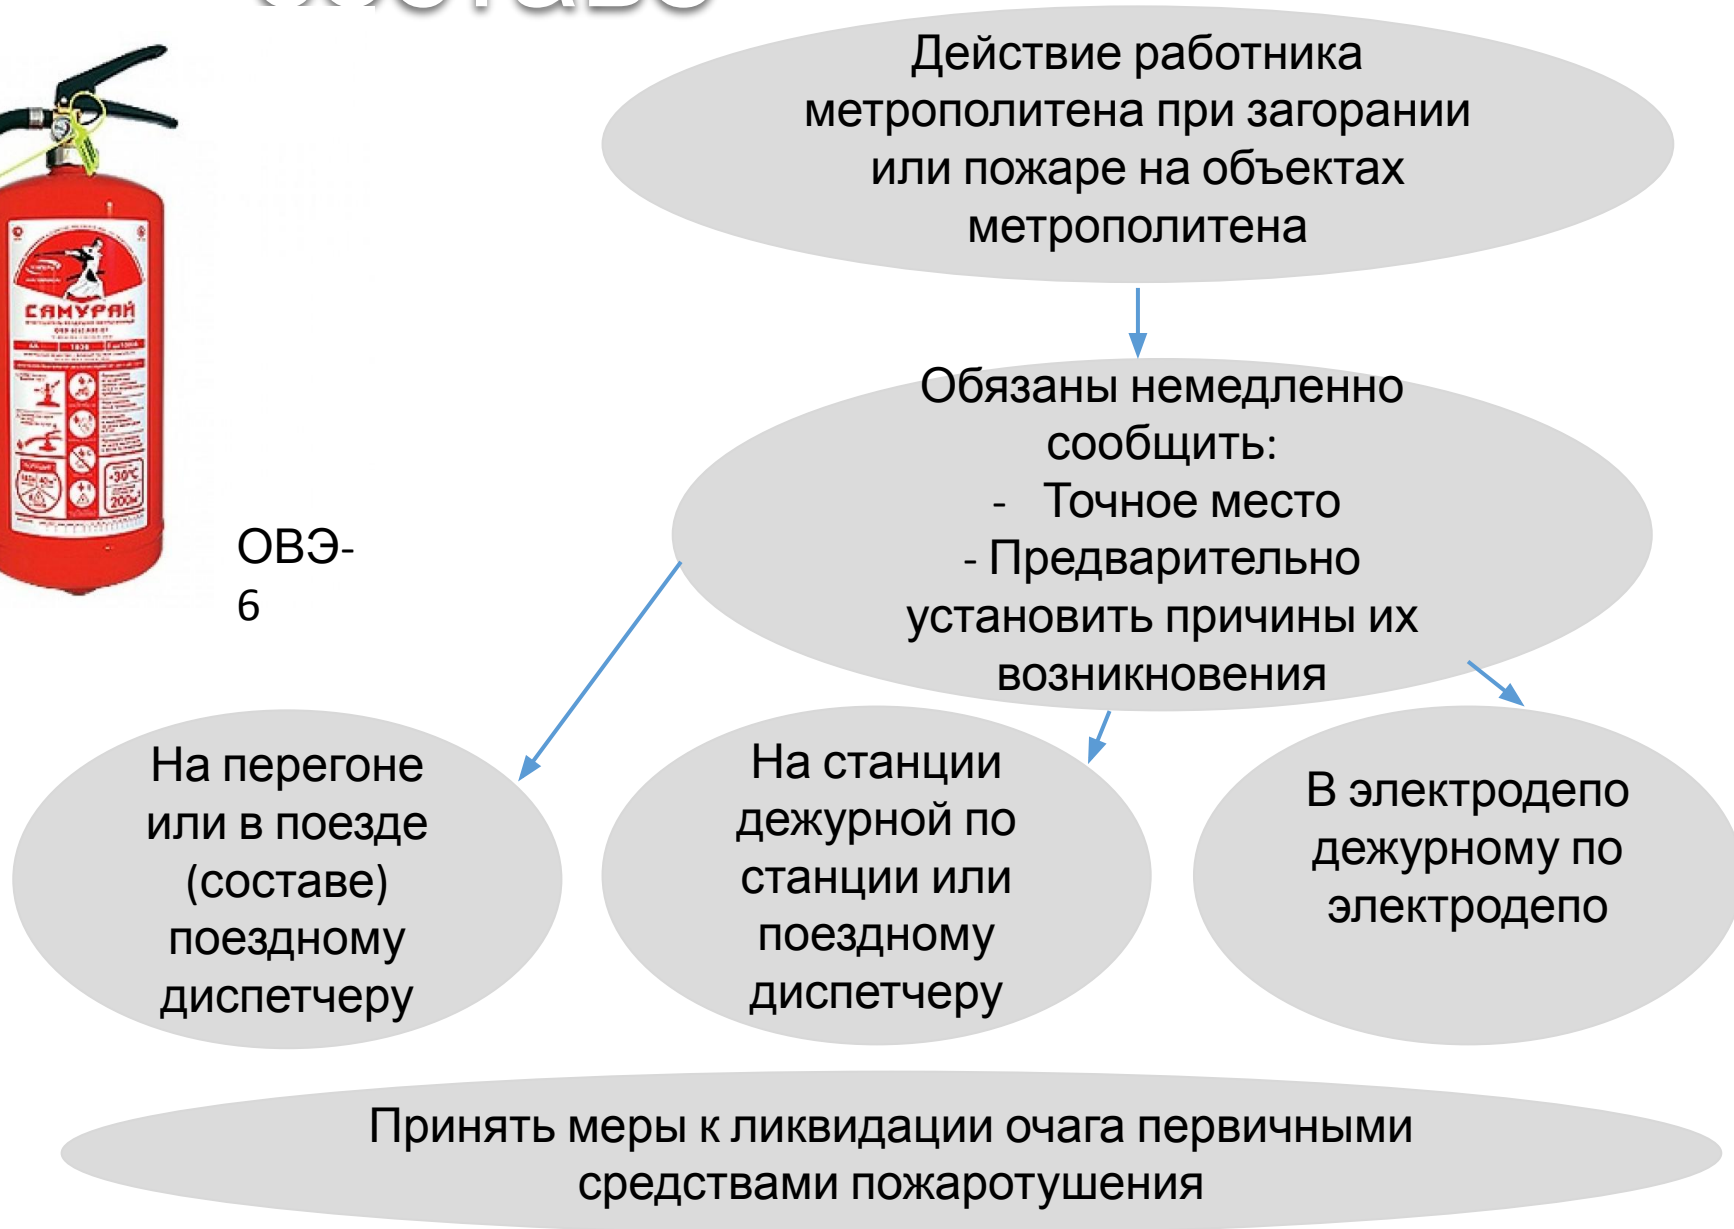 составе
Действие работника
метрополитена при загорании
или пожаре на объектах
метрополитена
САМУРАЙ
ОВЭ-
6
Обязаны немедленно
сообщить:
- Точное место
- Предварительно
установить причины их
возникновения
На перегоне
или в поезде
(составе)
поездному
диспетчеру
На станции
дежурной по
станции или
поездному
диспетчеру
В электродепо
дежурному по
электродепо
Принять меры к ликвидации очага первичными
средствами пожаротушения